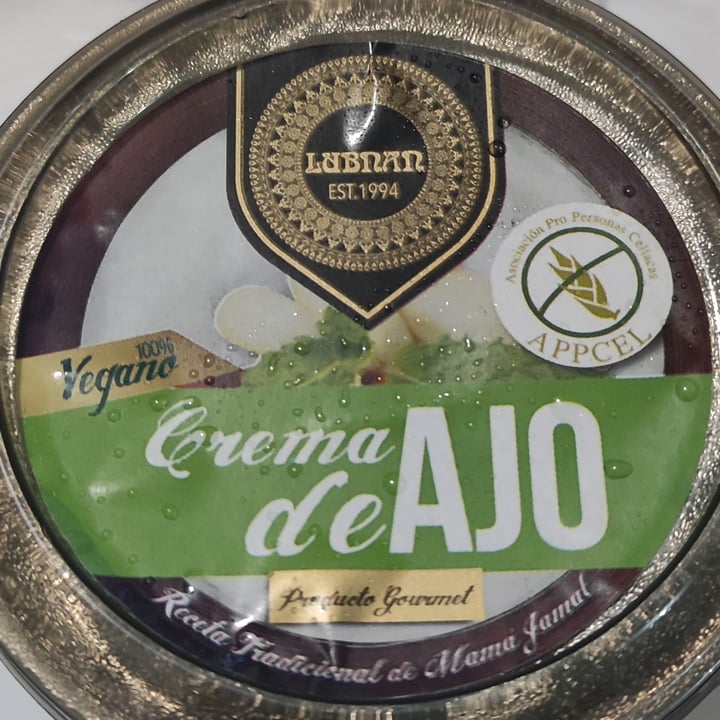 LUBNAN
EST.1994
Asociación Pro Personas Celíacas
APPCEL
100%
Vegano
Crema
de AJO
Producto Gourmet
Receta Tradicional de Mamá Jamal